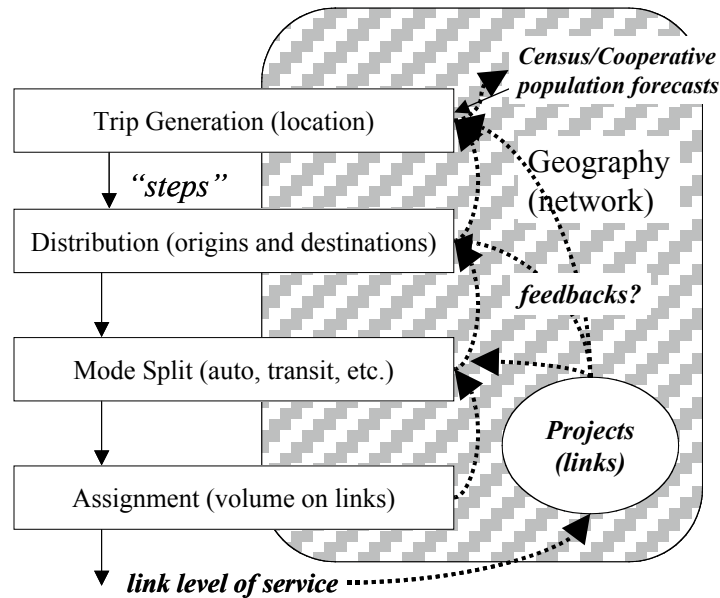 Census/Cooperative
population forecasts
Trip Generation (location)
“steps”
Geography
(network)
Distribution (origins and destinations)
feedbacks?
Mode Split (auto, transit, etc.)
Projects
(links)
Assignment (volume on links)
link level of service